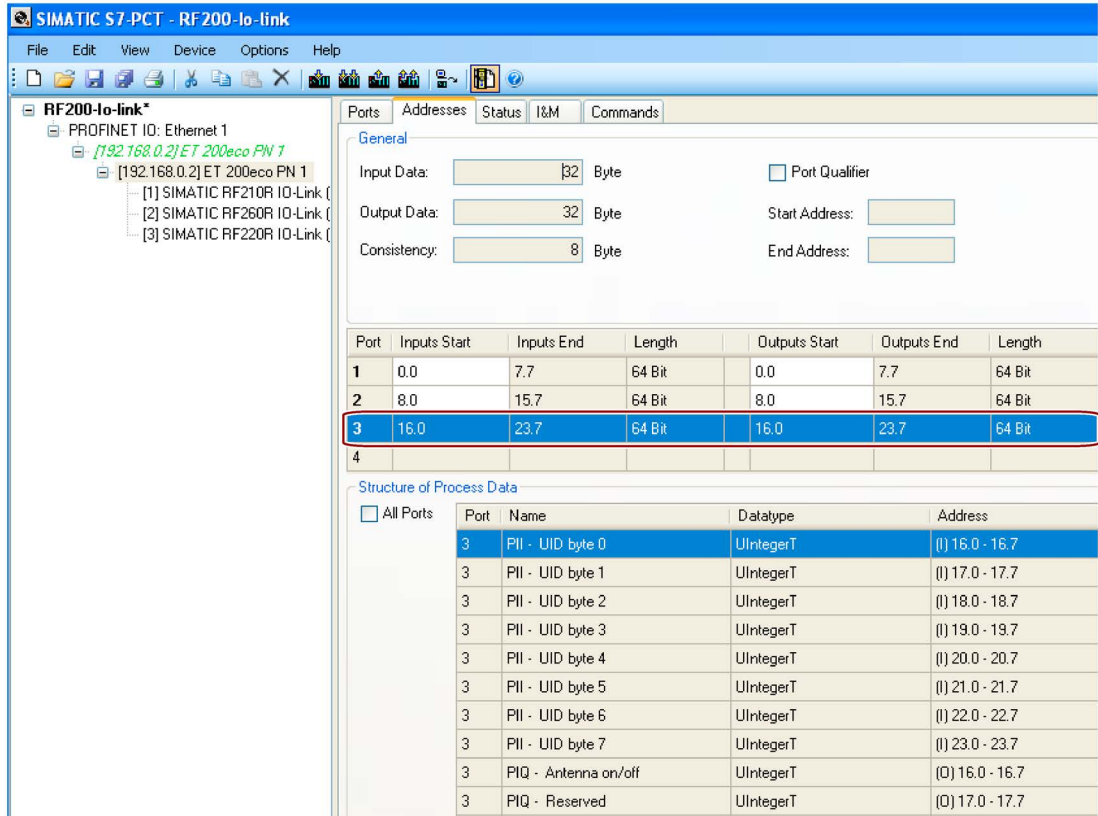 SIMATIC S7-PCT - RF200-Io-link
File Edit View Device Options Help
RF200-Io-link*
PROFINET IO: Ethernet 1
[192.168.0.2] ET 200eco PN 1
[192.168.0.2] ET 200eco PN 1
[1] SIMATIC RF210R IO-Link (
[2] SIMATIC RF260R IO-Link (
[3] SIMATIC RF220R IO-Link (
Ports Addresses Status I&M Commands
General
Input Data: 32 Byte Port Qualifier
Output Data: 32 Byte Start Address:
Consistency: 8 Byte End Address:
Port Inputs Start Inputs End Length Outputs Start Outputs End Length
1 0.0 7.7 64 Bit 0.0 7.7 64 Bit
2 8.0 15.7 64 Bit 8.0 15.7 64 Bit
3 16.0 23.7 64 Bit 16.0 23.7 64 Bit
4
Structure of Process Data
All Ports Port Name Datatype Address
3 PII - UID byte 0 UIntegerT (I) 16.0 - 16.7
3 PII - UID byte 1 UIntegerT (I) 17.0 - 17.7
3 PII - UID byte 2 UIntegerT (I) 18.0 - 18.7
3 PII - UID byte 3 UIntegerT (I) 19.0 - 19.7
3 PII - UID byte 4 UIntegerT (I) 20.0 - 20.7
3 PII - UID byte 5 UIntegerT (I) 21.0 - 21.7
3 PII - UID byte 6 UIntegerT (I) 22.0 - 22.7
3 PII - UID byte 7 UIntegerT (I) 23.0 - 23.7
3 PIQ - Antenna on/off UIntegerT (O) 16.0 - 16.7
3 PIQ - Reserved UIntegerT (O) 17.0 - 17.7